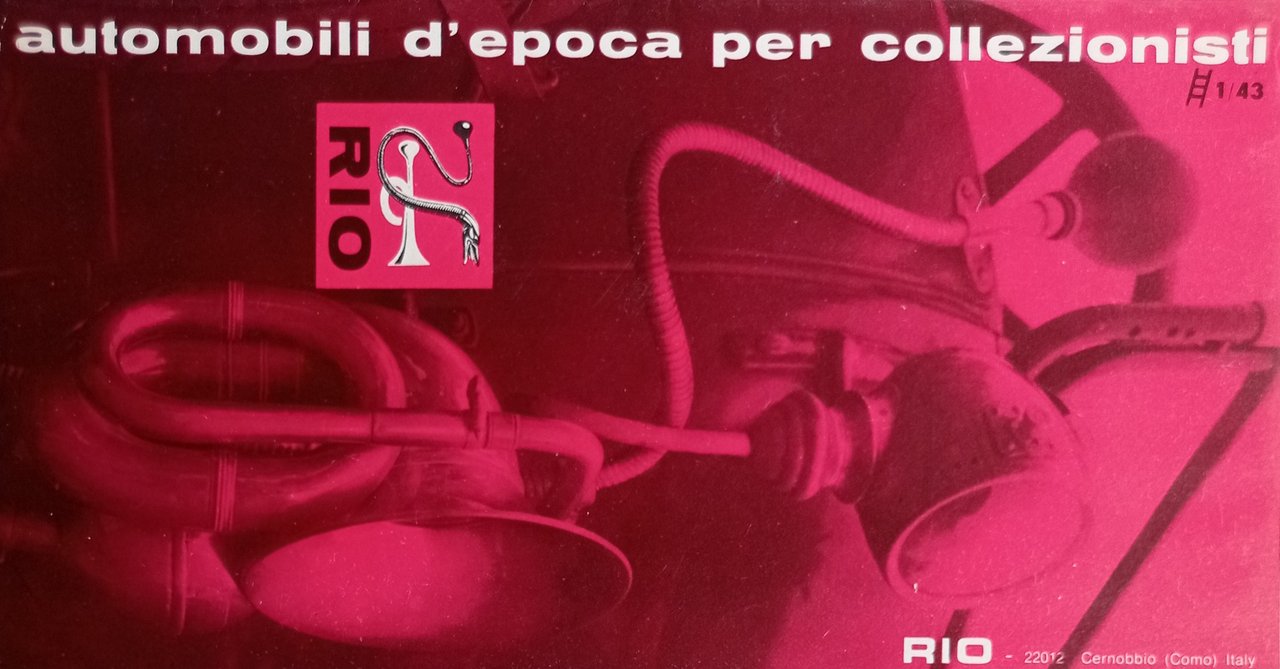 automobili d'epoca per collezionisti
1/43
RIO
RIO - 22012 Cernobbio (Como) Italy